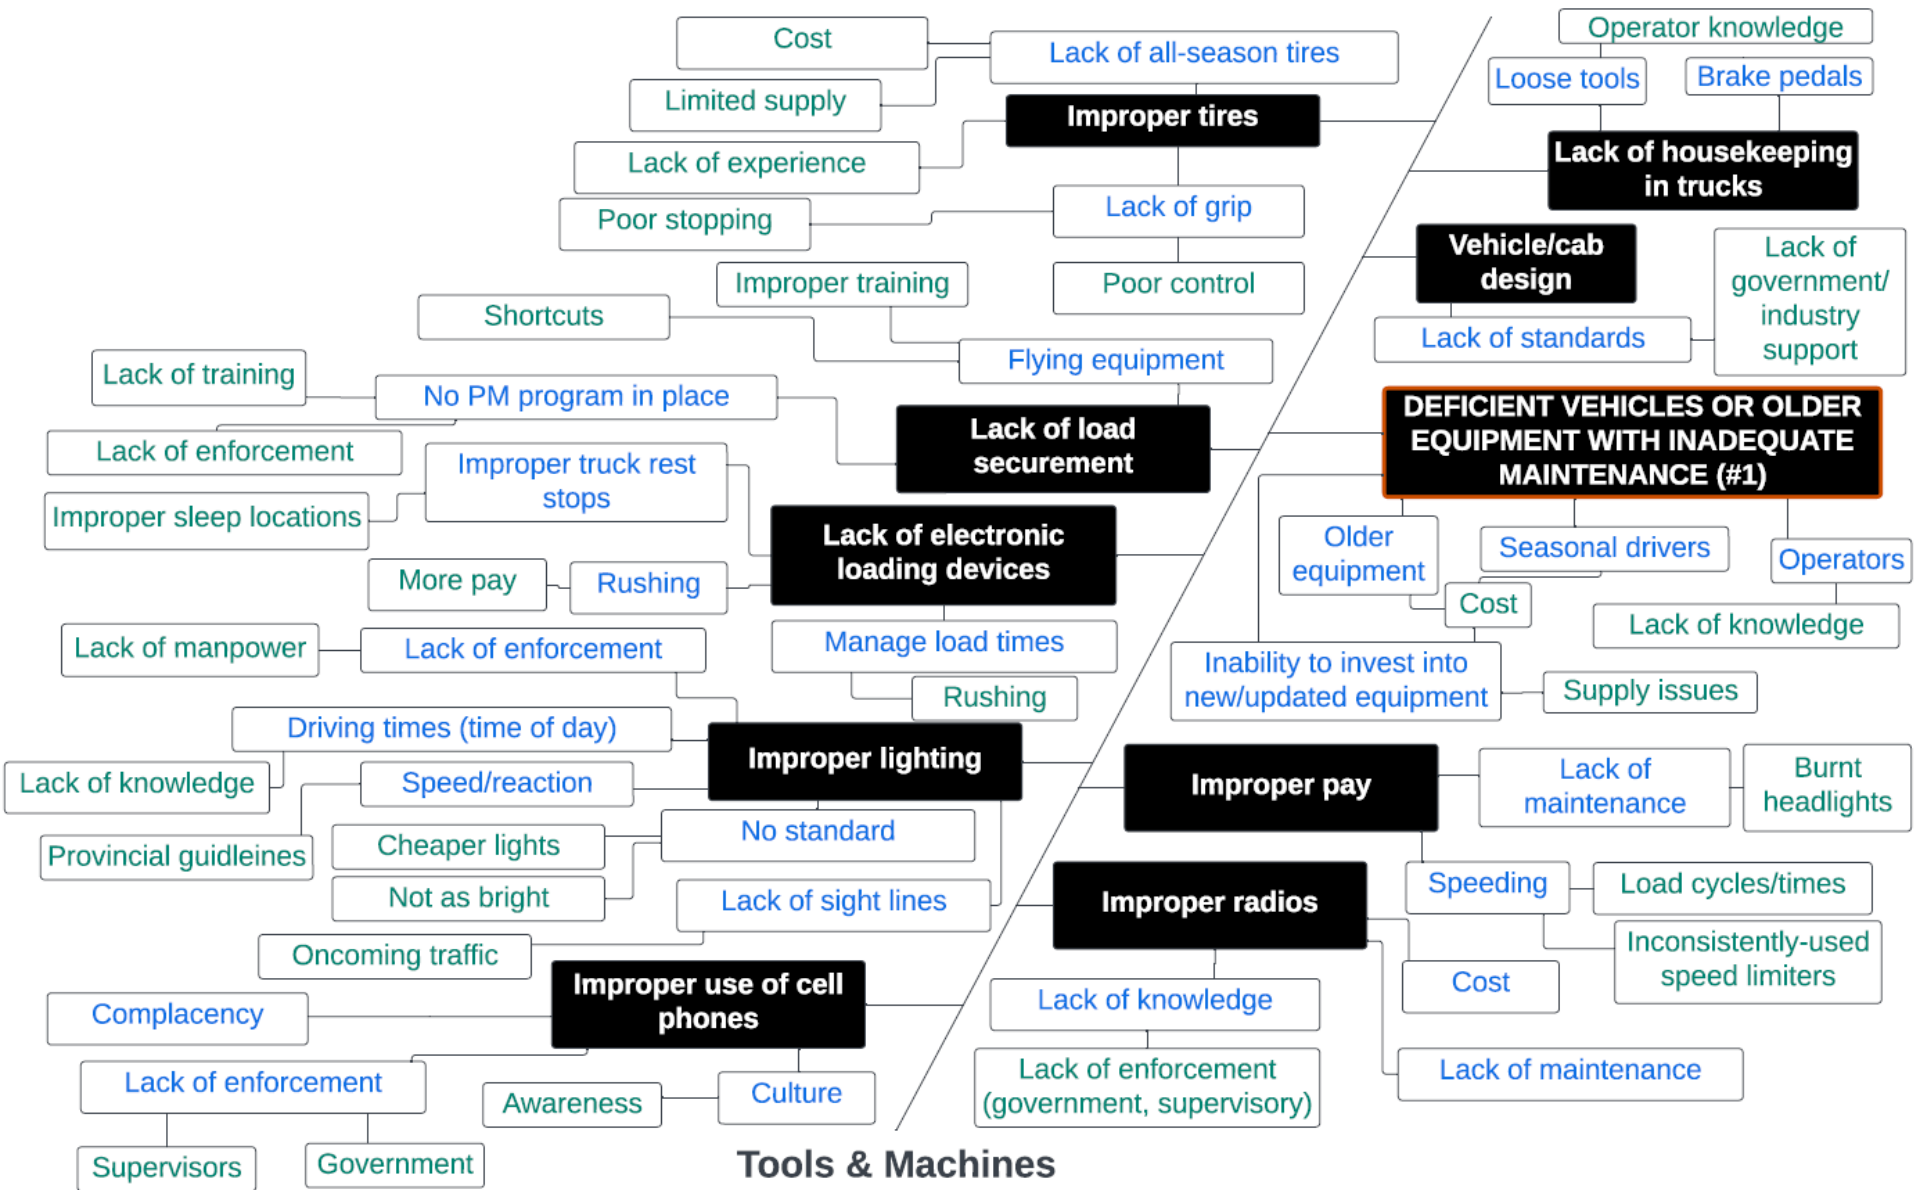 Cost
Lack of all-season tires
Limited supply
Improper tires
Lack of experience
Poor stopping
Lack of grip
Poor control
Operator knowledge
Loose tools
Brake pedals
Lack of housekeeping
in trucks
Vehicle/cab
design
Lack of
government/
industry
support
Lack of standards
Improper training
Shortcuts
Flying equipment
Lack of training
No PM program in place
Lack of enforcement
Lack of load
securement
DEFICIENT VEHICLES OR OLDER
EQUIPMENT WITH INADEQUATE
MAINTENANCE (#1)
Older
equipment
Seasonal drivers
Operators
Cost
Lack of knowledge
Inability to invest into
new/updated equipment
Supply issues
Improper truck rest
stops
Improper sleep locations
Lack of electronic
loading devices
More pay
Rushing
Manage load times
Rushing
Lack of manpower
Lack of enforcement
Driving times (time of day)
Improper lighting
Lack of knowledge
Speed/reaction
Provincial guidleines
No standard
Cheaper lights
Not as bright
Lack of sight lines
Oncoming traffic
Improper pay
Lack of
maintenance
Burnt
headlights
Speeding
Load cycles/times
Inconsistently-used
speed limiters
Improper radios
Cost
Lack of knowledge
Lack of enforcement
(government, supervisory)
Lack of maintenance
Improper use of cell
phones
Complacency
Lack of enforcement
Culture
Awareness
Supervisors
Government
Tools & Machines